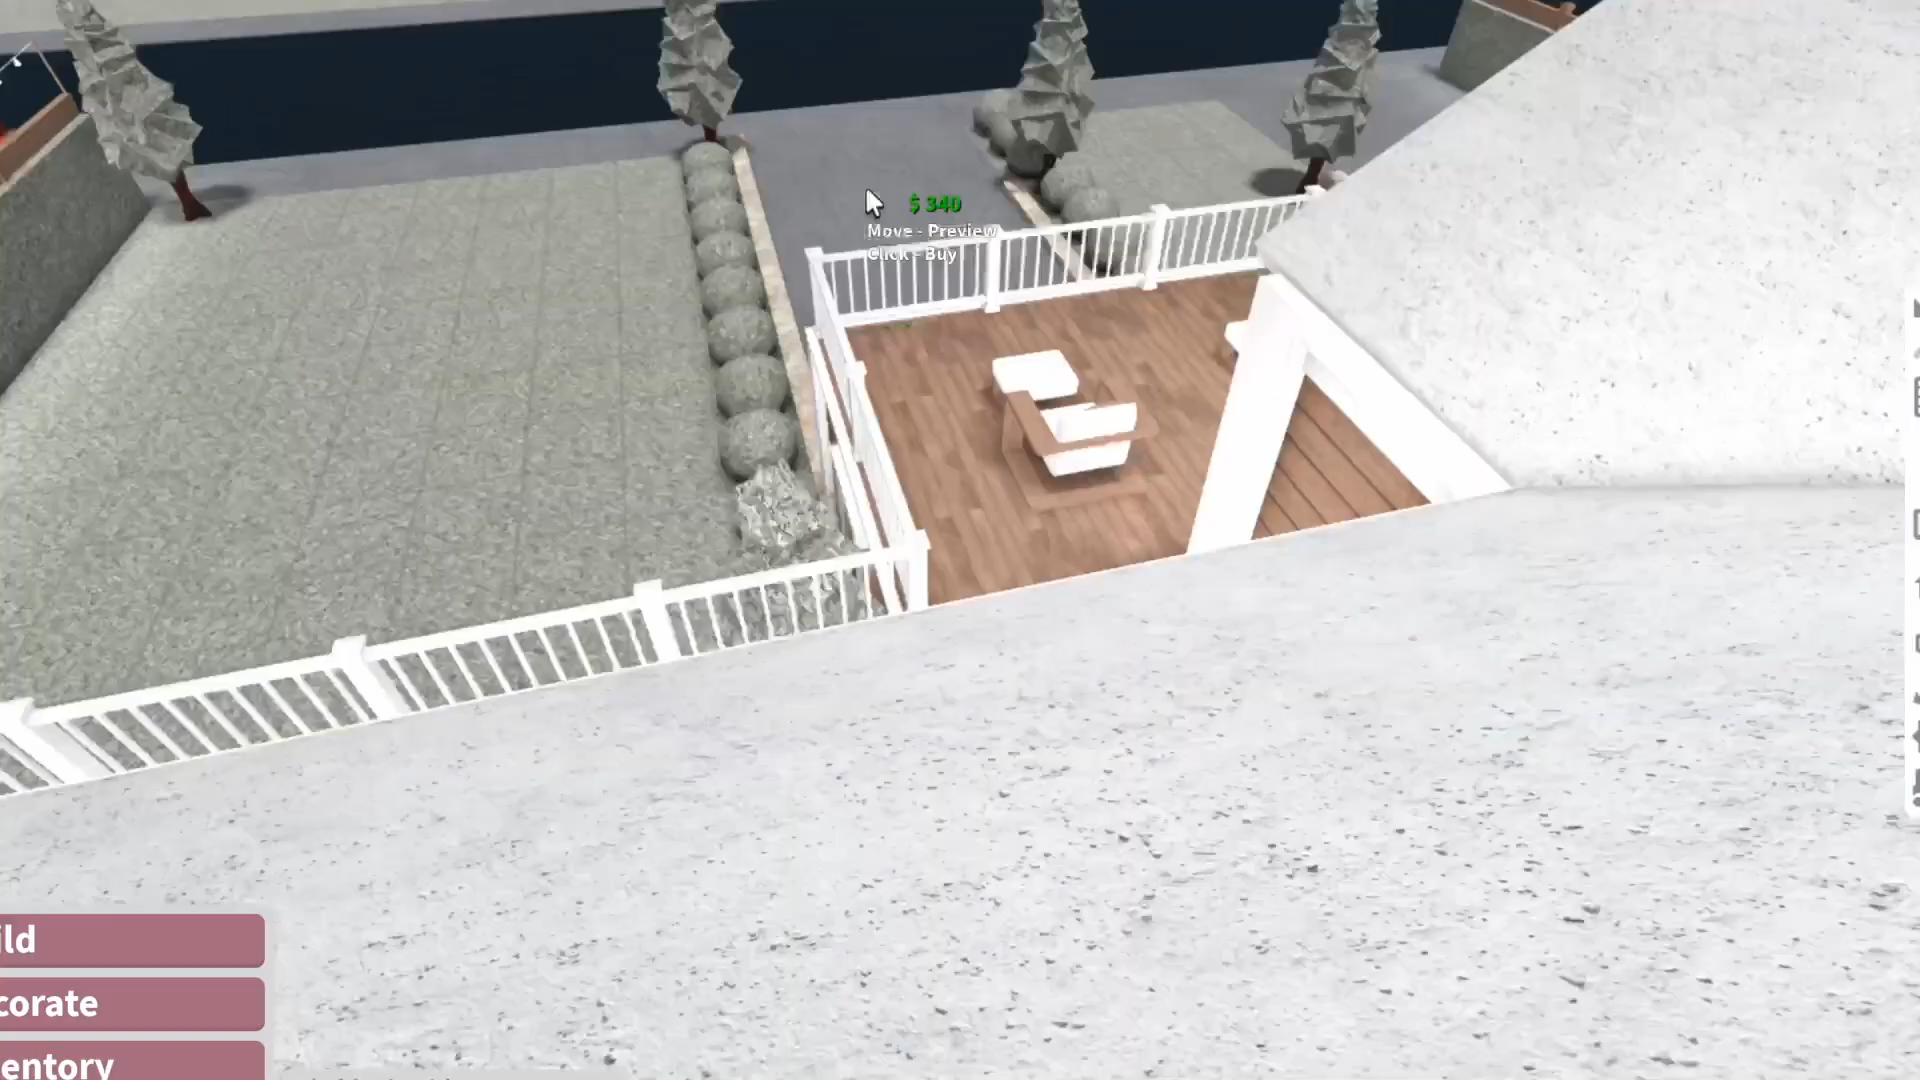 $ 340
Move - Preview
Click - Buy
ild
corate
entory